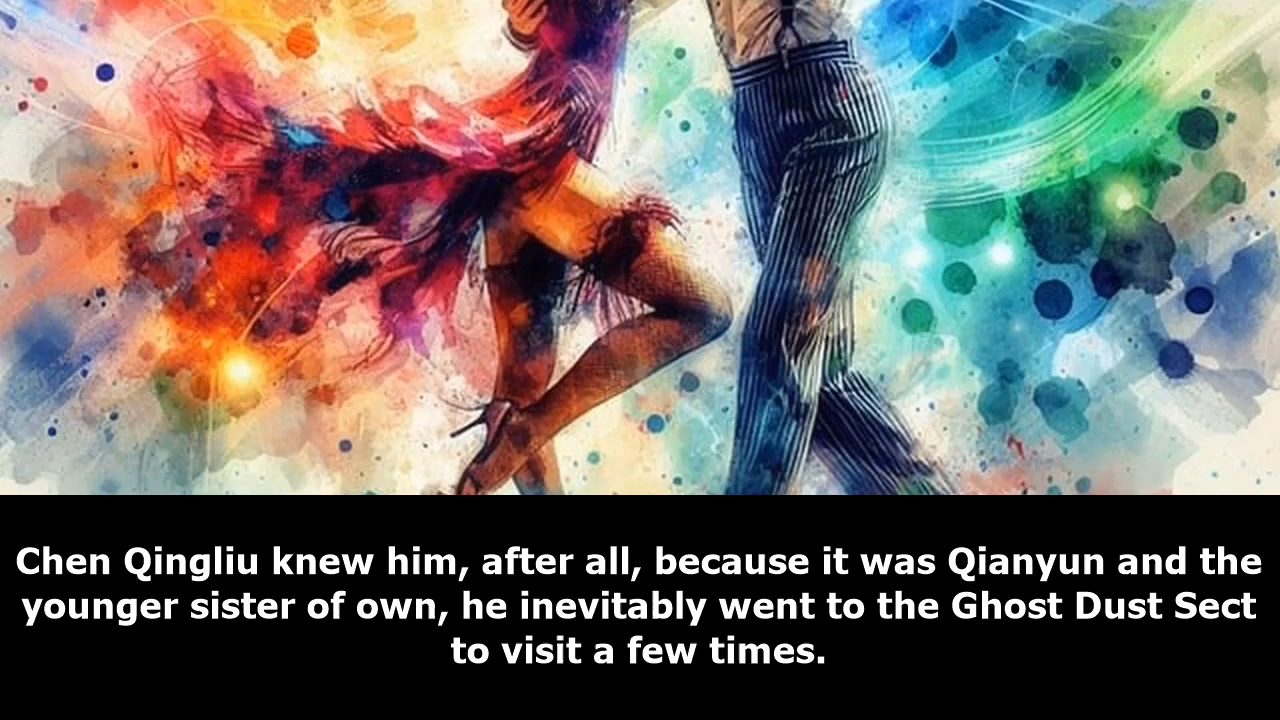 Chen Qingliu knew him, after all, because it was Qianyun and the
younger sister of own, he inevitably went to the Ghost Dust Sect
to visit a few times.